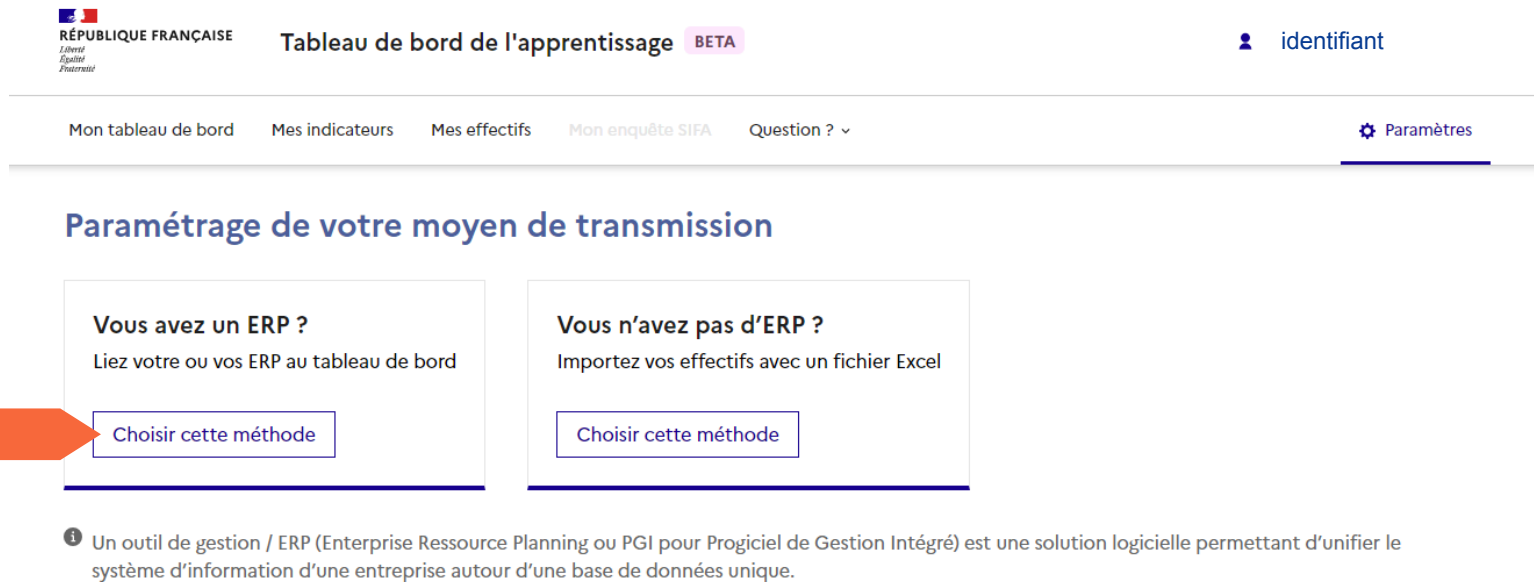 RÉPUBLIQUE FRANÇAISE
Liberté
Égalité
Fraternité
Tableau de bord de l'apprentissage BETA
identifiant
Mon tableau de bord Mes indicateurs Mes effectifs Mon enquête SIFA Question ? Paramètres
Paramétrage de votre moyen de transmission
Vous avez un ERP ?
Liez votre ou vos ERP au tableau de bord
Choisir cette méthode
Vous n’avez pas d’ERP ?
Importez vos effectifs avec un fichier Excel
Choisir cette méthode
Un outil de gestion / ERP (Enterprise Ressource Planning ou PGI pour Progiciel de Gestion Intégré) est une solution logicielle permettant d’unifier le
système d’information d’une entreprise autour d’une base de données unique.